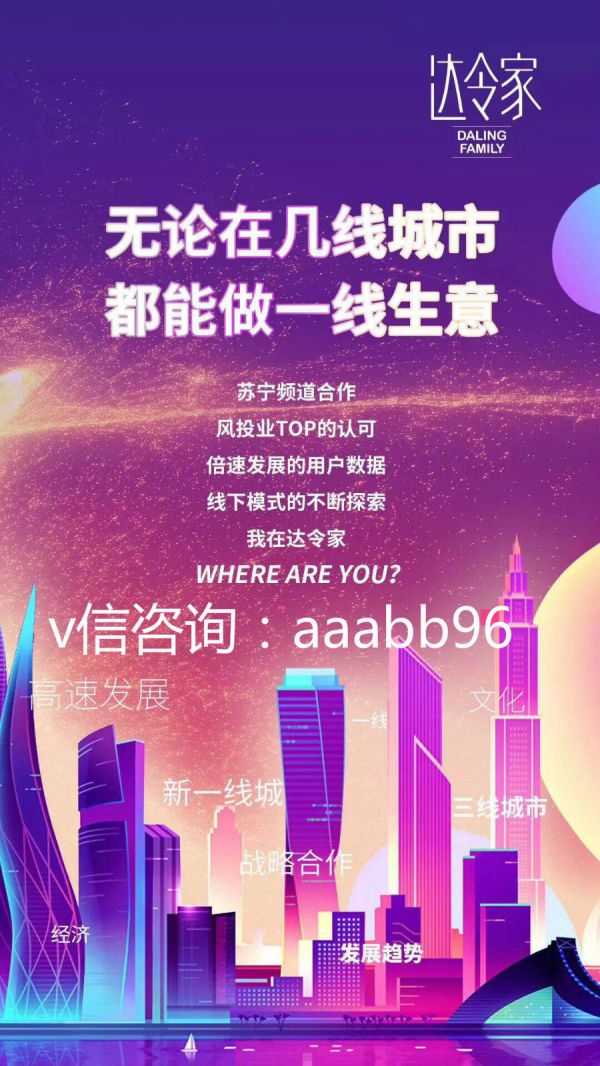 达令家
DALING
FAMILY
无论在几线城市
都能做一线生意
苏宁频道合作
风投业TOP的认可
倍速发展的用户数据
线下模式的不断探索
我在达令家
WHERE ARE YOU?
v信咨询：aaabb96
高速发展
文化
一线
新一线城
三线城市
战略合作
经济
发展趋势